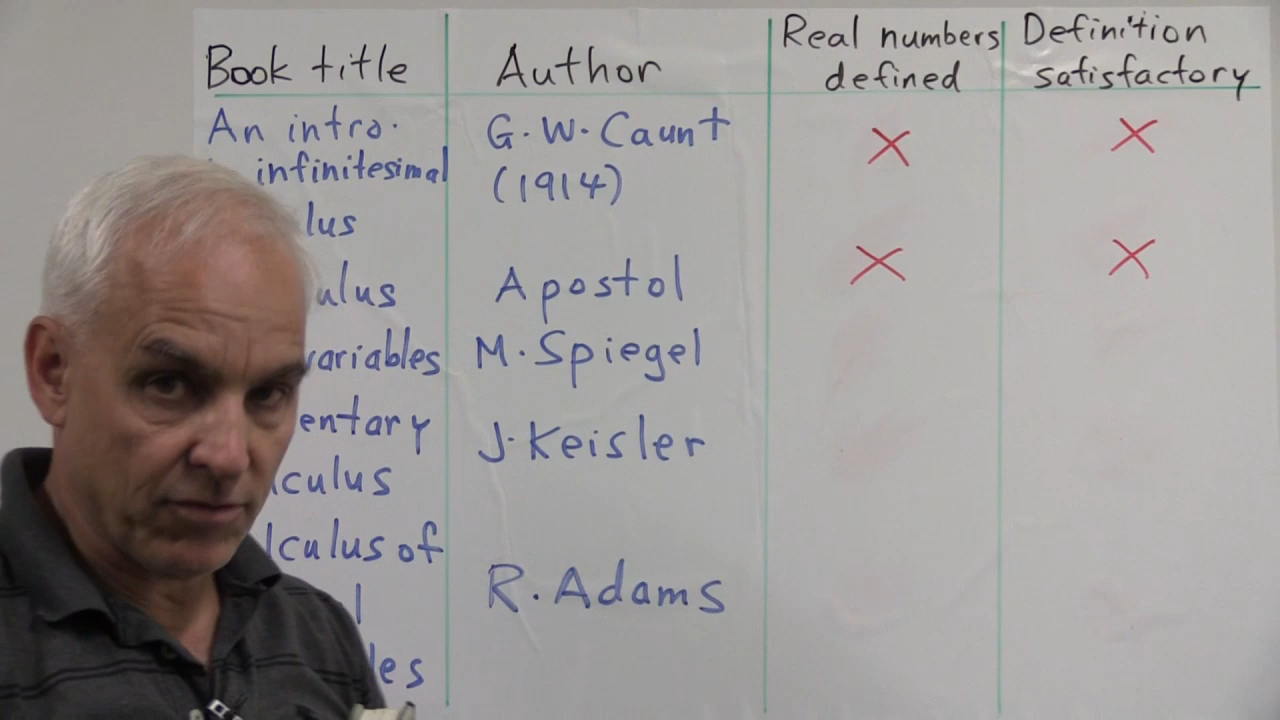 Book title Author Real numbers defined Definition satisfactory
An intro. G.W. Caunt
infinitesimal (1914)
lus
ulus Apostol
variables M. Spiegel
entary J. Keisler
culus
lculus of
l R. Adams
les